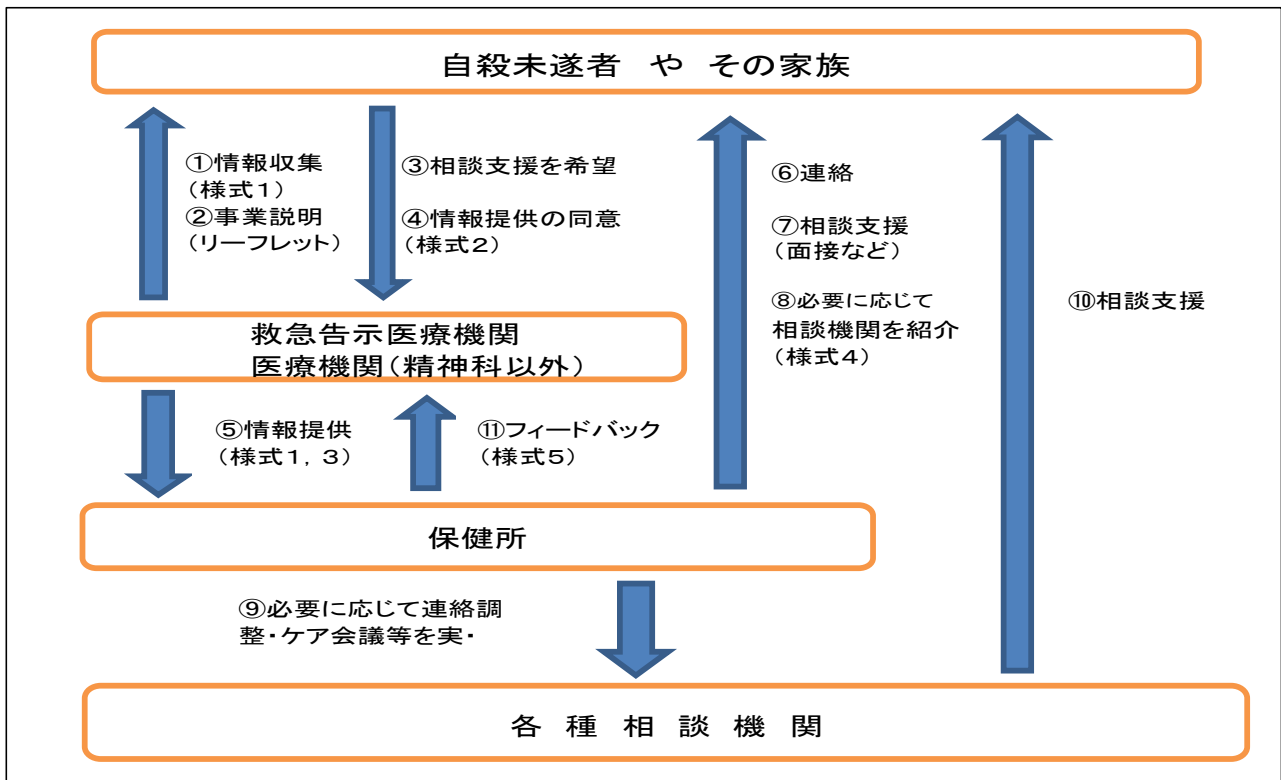 自殺未遂者 や その家族
①情報収集
(様式1)
②事業説明
(リーフレット)
③相談支援を希望
④情報提供の同意
(様式2)
⑥連絡
⑦相談支援
(面接など)
⑧必要に応じて
相談機関を紹介
(様式4)
⑩相談支援
救急告示医療機関
医療機関(精神科以外)
⑤情報提供
(様式1, 3)
⑪フィードバック
(様式5)
保健所
⑨必要に応じて連絡調
整・ケア会議等を実・
各 種 相 談 機 関